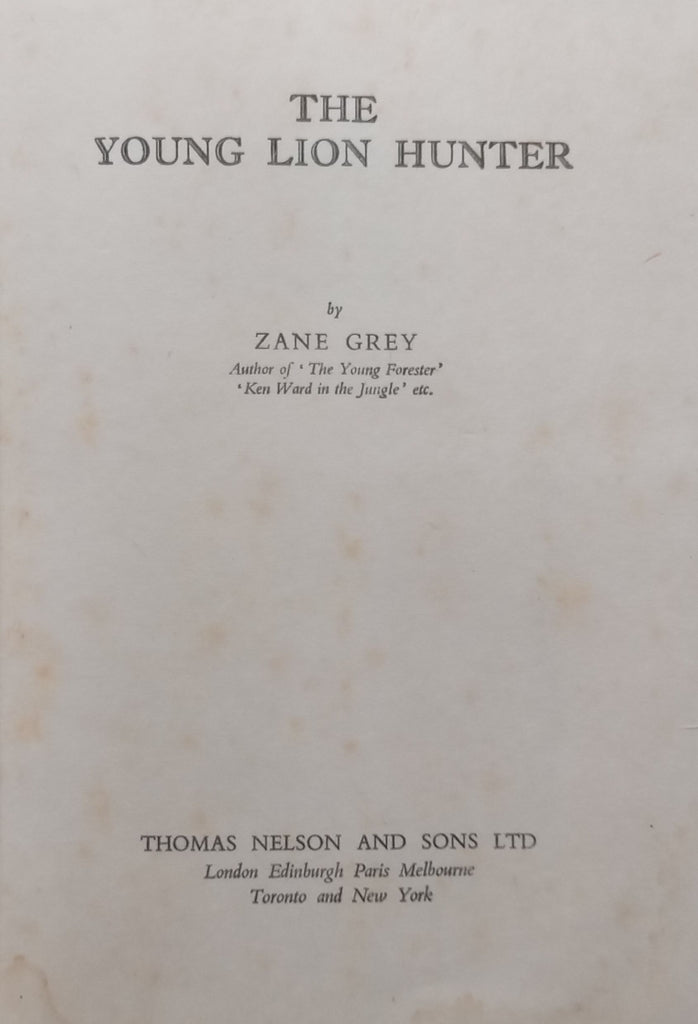 THE
YOUNG LION HUNTER
by
ZANE GREY
Author of ‘ The Young Forester’
‘Ken Ward in the Jungle’ etc.
THOMAS NELSON AND SONS LTD
London Edinburgh Paris Melbourne
Toronto and New York